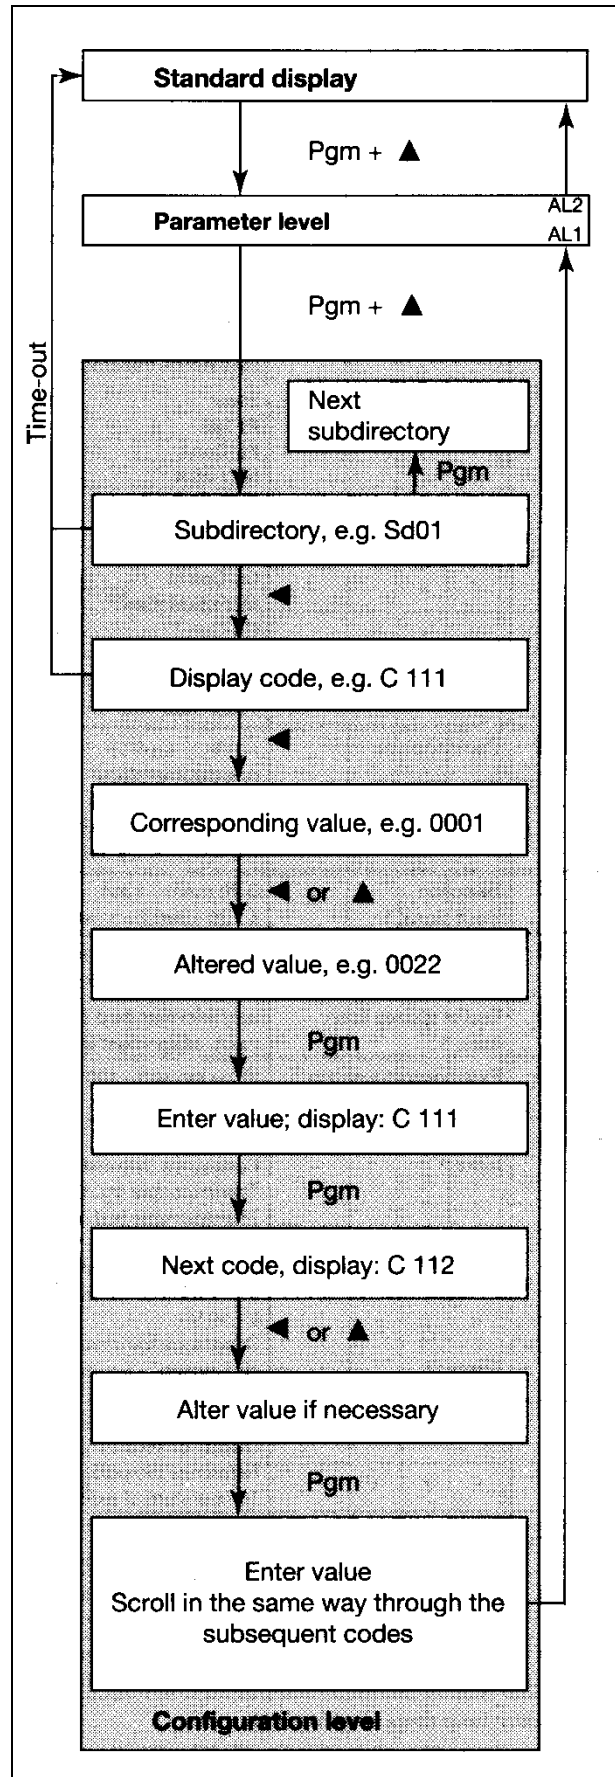 Standard display
Pgm + ▲
AL2
Parameter level
AL1
Pgm + ▲
Time-out
Next
subdirectory
Pgm
Subdirectory, e.g. Sd01
◄
Display code, e.g. C 111
◄
Corresponding value, e.g. 0001
◄ or ▲
Altered value, e.g. 0022
Pgm
Enter value; display: C 111
Pgm
Next code, display: C 112
◄ or ▲
Alter value if necessary
Pgm
Enter value
Scroll in the same way through the
subsequent codes
Configuration level